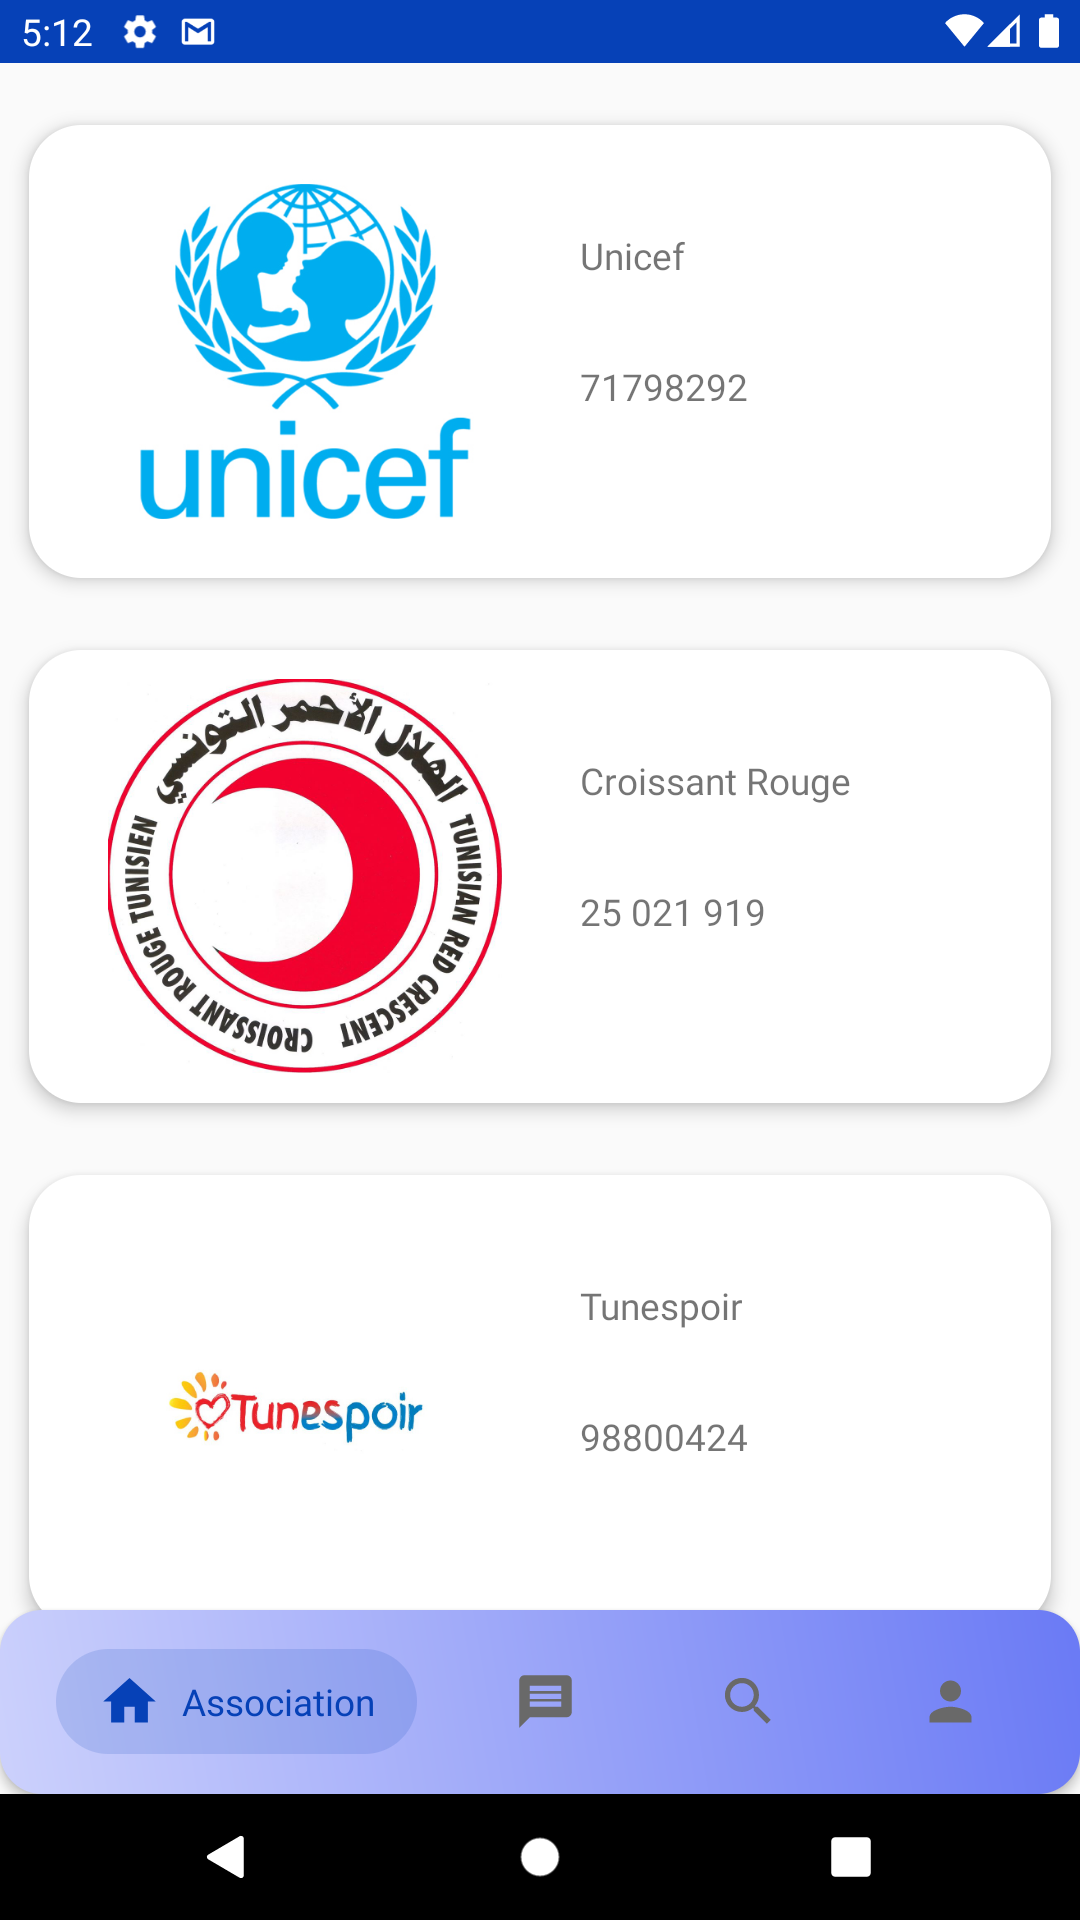 5:12
unicef
Unicef
71798292
الهلال الأحمر التونسي
CROISSANT ROUGE TUNISIEN
TUNISIAN RED CRESCENT
Croissant Rouge
25 021 919
Tunespoir
Tunespoir
98800424
Association